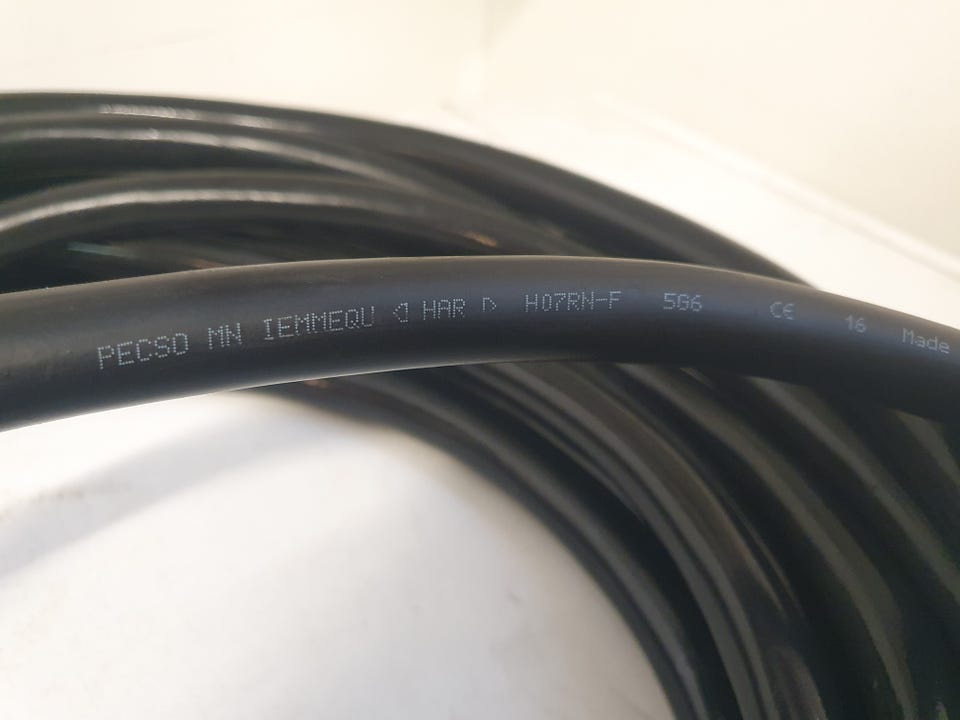 PECSO MN IEMMEQU ◁ HAR ▷ H07RN-F 5G6 CE 16 Made